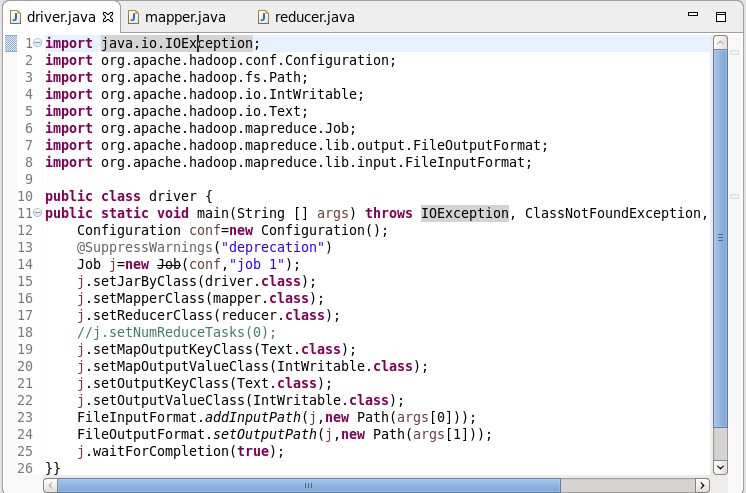 driver.java mapper.java reducer.java
1 import java.io.IOException;
2 import org.apache.hadoop.conf.Configuration;
3 import org.apache.hadoop.fs.Path;
4 import org.apache.hadoop.io.IntWritable;
5 import org.apache.hadoop.io.Text;
6 import org.apache.hadoop.mapreduce.Job;
7 import org.apache.hadoop.mapreduce.lib.output.FileOutputFormat;
8 import org.apache.hadoop.mapreduce.lib.input.FileInputFormat;
9
10 public class driver {
11 public static void main(String [] args) throws IOException, ClassNotFoundException,
12     Configuration conf=new Configuration();
13     @SuppressWarnings("deprecation")
14     Job j=new Job(conf,"job 1");
15     j.setJarByClass(driver.class);
16     j.setMapperClass(mapper.class);
17     j.setReducerClass(reducer.class);
18     //j.setNumReduceTasks(0);
19     j.setMapOutputKeyClass(Text.class);
20     j.setMapOutputValueClass(IntWritable.class);
21     j.setOutputKeyClass(Text.class);
22     j.setOutputValueClass(IntWritable.class);
23     FileInputFormat.addInputPath(j,new Path(args[0]));
24     FileOutputFormat.setOutputPath(j,new Path(args[1]));
25     j.waitForCompletion(true);
26 }}